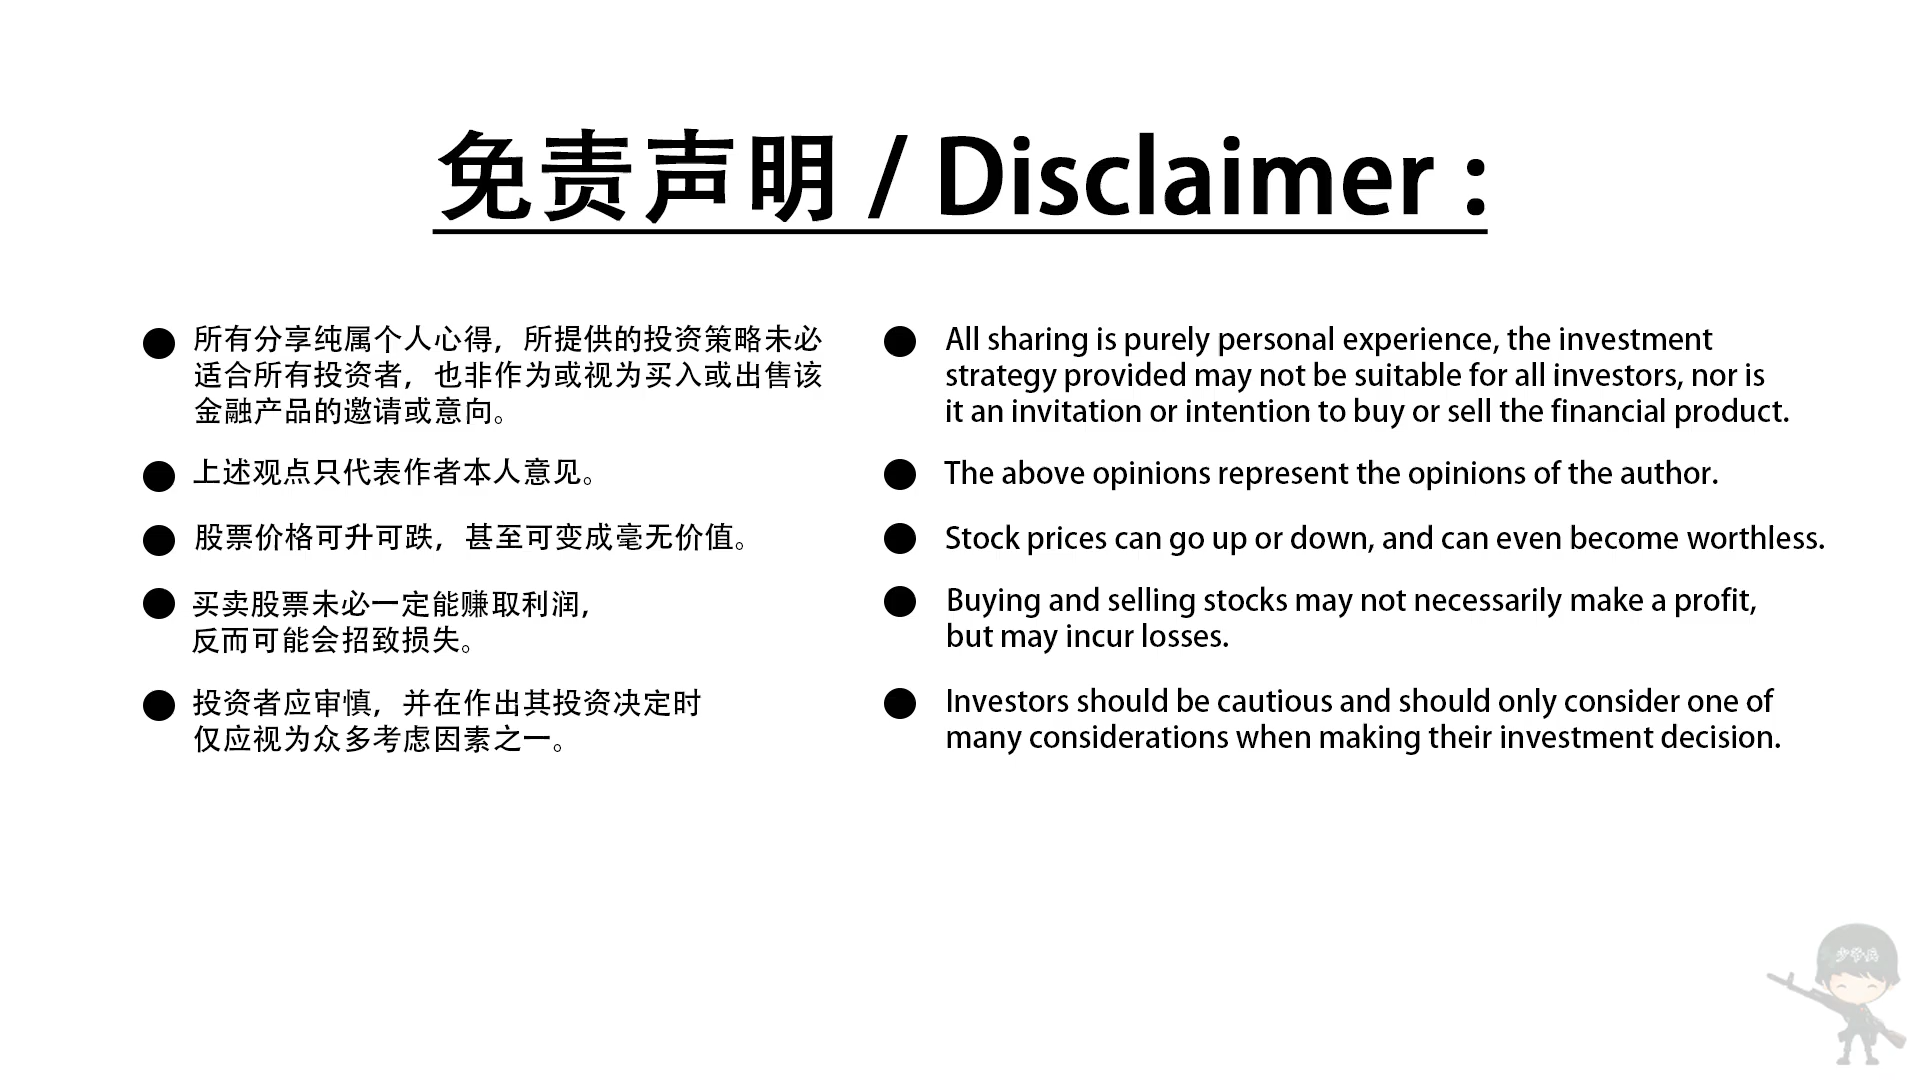 免责声明 / Disclaimer :
所有分享纯属个人心得，所提供的投资策略未必
适合所有投资者，也非作为或视为买入或出售该
金融产品的邀请或意向。
上述观点只代表作者本人意见。
股票价格可升可跌，甚至可变成毫无价值。
买卖股票未必一定能赚取利润，
反而可能会招致损失。
投资者应审慎，并在作出其投资决定时
仅应视为众多考虑因素之一。
All sharing is purely personal experience, the investment
strategy provided may not be suitable for all investors, nor is
it an invitation or intention to buy or sell the financial product.
The above opinions represent the opinions of the author.
Stock prices can go up or down, and can even become worthless.
Buying and selling stocks may not necessarily make a profit,
but may incur losses.
Investors should be cautious and should only consider one of
many considerations when making their investment decision.